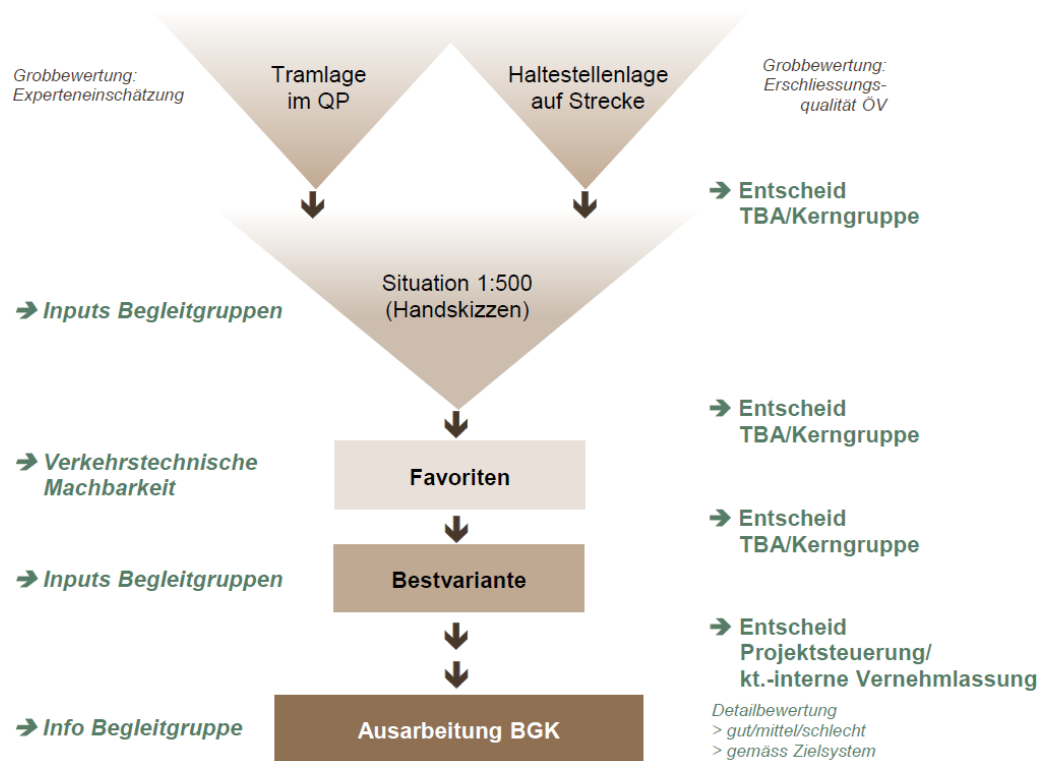 Grobbewertung:
Experteneinschätzung
Tramlage
im QP
Haltestellenlage
auf Strecke
Grobbewertung:
Erschliessungs-
qualität ÖV
➔ Entscheid
TBA/Kerngruppe
Situation 1:500
(Handskizzen)
➔ Inputs Begleitgruppen
➔ Entscheid
TBA/Kerngruppe
➔ Verkehrstechnische
Machbarkeit
Favoriten
➔ Entscheid
TBA/Kerngruppe
➔ Inputs Begleitgruppen
Bestvariante
➔ Entscheid
Projektsteuerung/
kt.-interne Vernehmlassung
➔ Info Begleitgruppe
Ausarbeitung BGK
Detailbewertung
> gut/mittel/schlecht
> gemäss Zielsystem